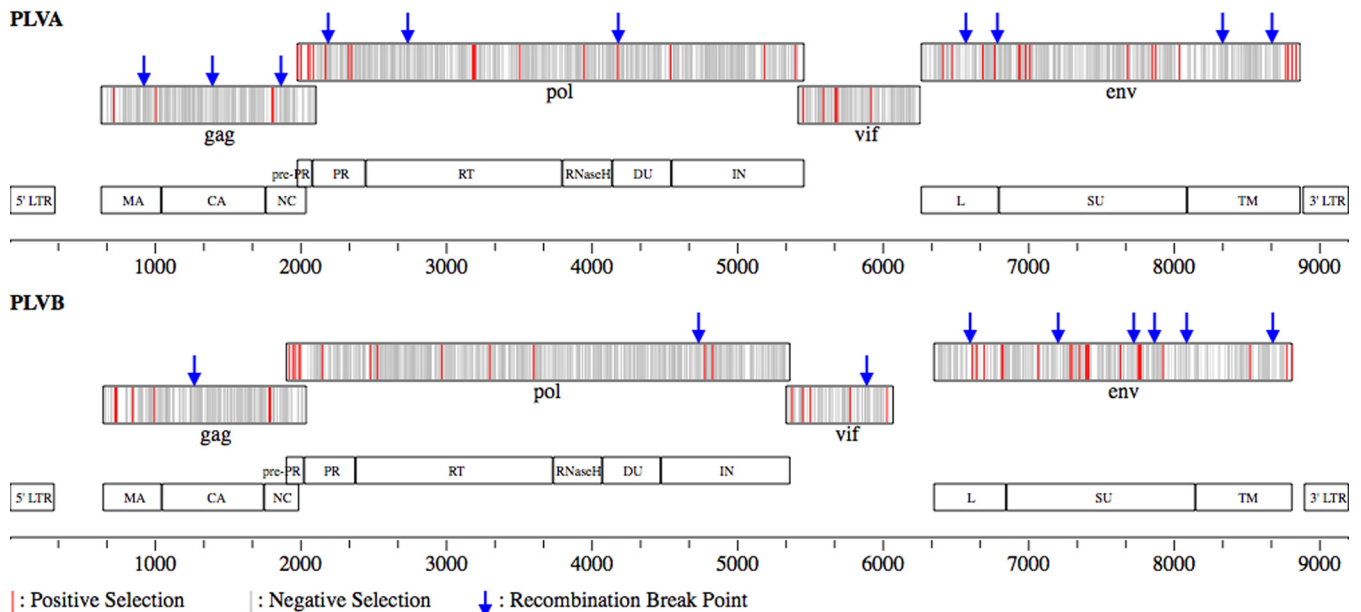 PLVA
pol
env
gag
vif
pre-PR PR RT RNaseH DU IN
5' LTR MA CA NC L SU TM 3' LTR
1000 2000 3000 4000 5000 6000 7000 8000 9000
PLVB
pol
env
gag
vif
pre-PR PR RT RNaseH DU IN
5' LTR MA CA NC L SU TM 3' LTR
1000 2000 3000 4000 5000 6000 7000 8000 9000
: Positive Selection : Negative Selection : Recombination Break Point